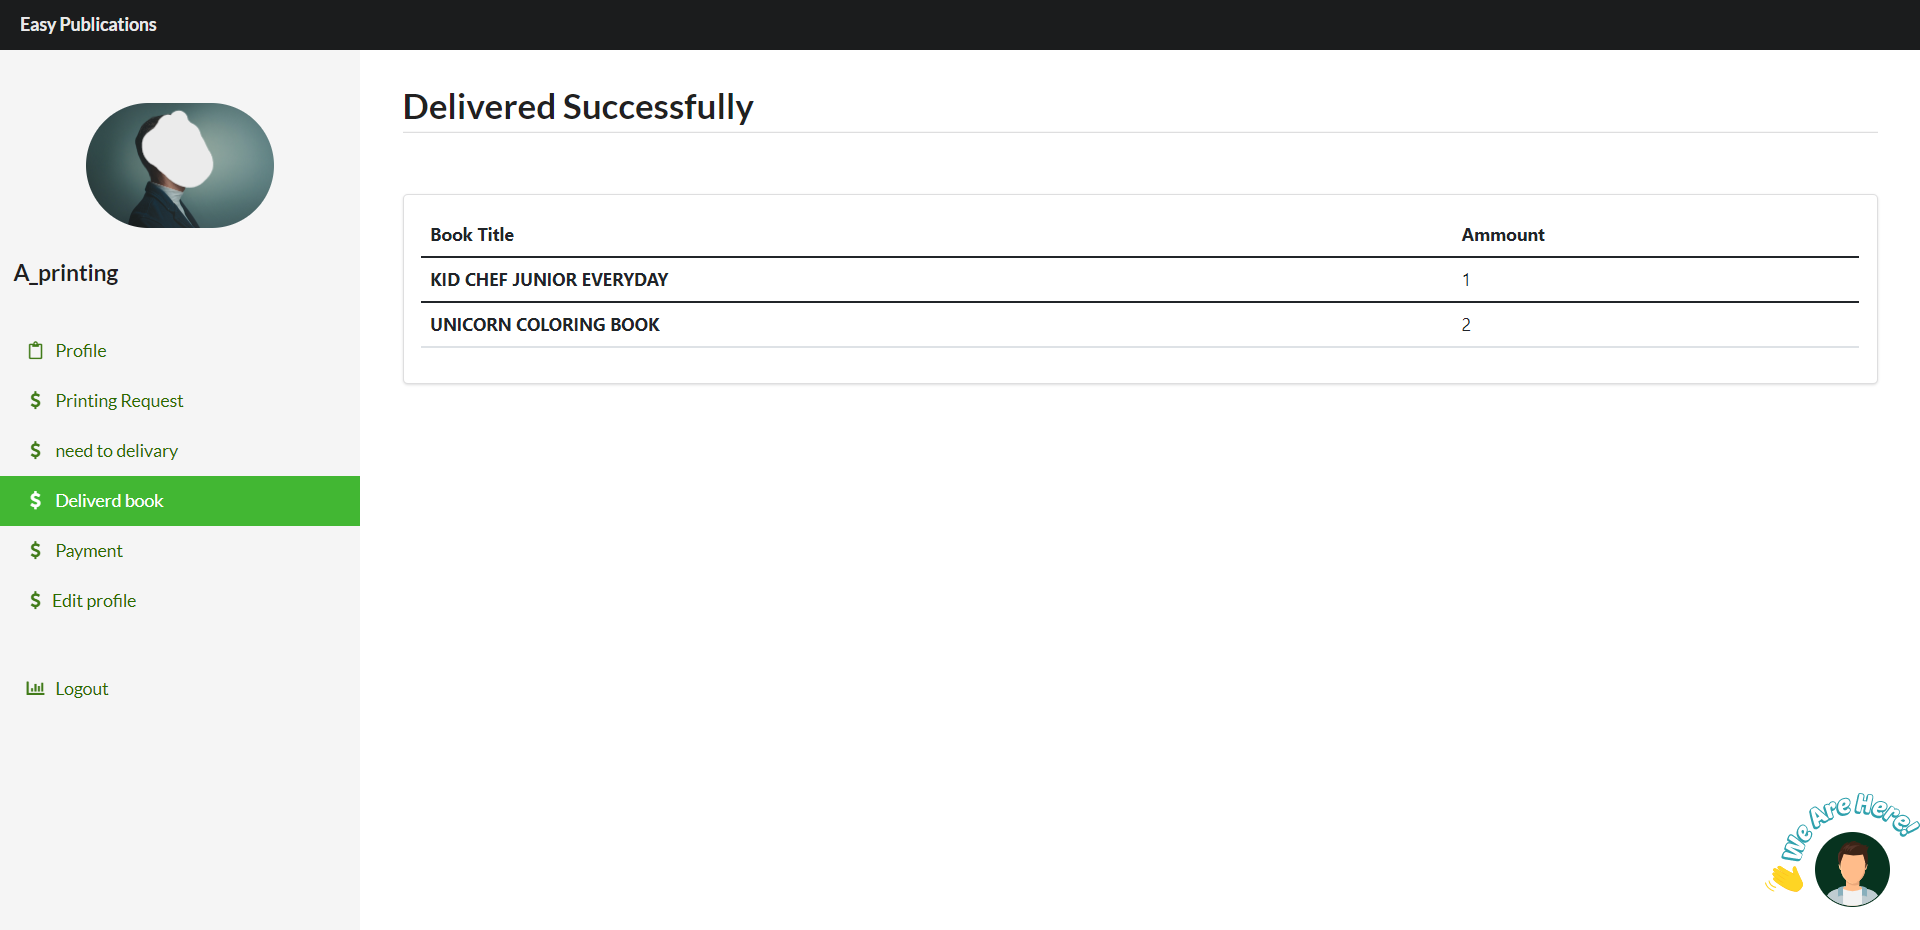 Easy Publications
A_printing
Profile
Printing Request
need to delivary
Deliverd book
Payment
Edit profile
Logout
Delivered Successfully
Book Title Ammount
KID CHEF JUNIOR EVERYDAY 1
UNICORN COLORING BOOK 2
We Are Here!